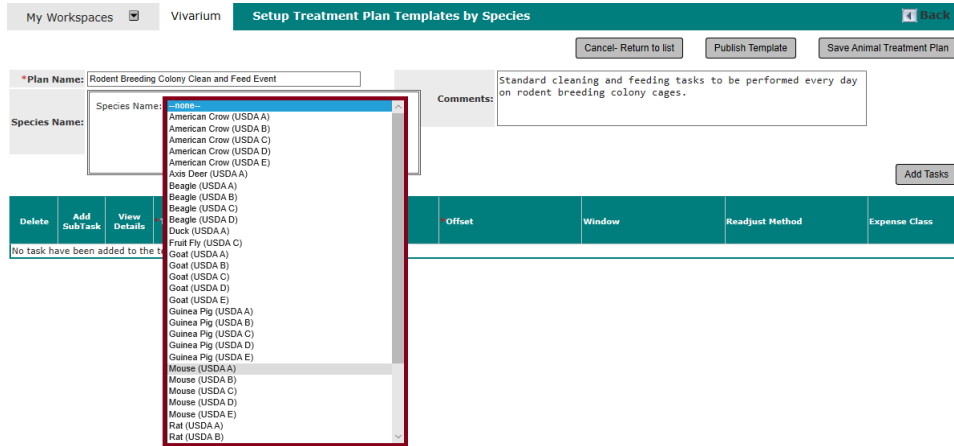 My Workspaces Vivarium Setup Treatment Plan Templates by Species Back
Cancel- Return to list Publish Template Save Animal Treatment Plan
*Plan Name: Rodent Breeding Colony Clean and Feed Event
Comments: Standard cleaning and feeding tasks to be performed every day
on rodent breeding colony cages.
Species Name: Species Name: --none--
American Crow (USDA A)
American Crow (USDA B)
American Crow (USDA C)
American Crow (USDA D)
American Crow (USDA E)
Axis Deer (USDA A)
Beagle (USDA A)
Beagle (USDA B)
Beagle (USDA C)
Beagle (USDA D)
Duck (USDA A)
Fruit Fly (USDA C)
Goat (USDA A)
Goat (USDA B)
Goat (USDA C)
Goat (USDA D)
Goat (USDA E)
Guinea Pig (USDA A)
Guinea Pig (USDA B)
Guinea Pig (USDA C)
Guinea Pig (USDA D)
Guinea Pig (USDA E)
Mouse (USDA A)
Mouse (USDA B)
Mouse (USDA C)
Mouse (USDA D)
Mouse (USDA E)
Rat (USDA A)
Rat (USDA B)
Add Tasks
Delete Add SubTask View Details *Offset Window Readjust Method Expense Class
No task have been added to the